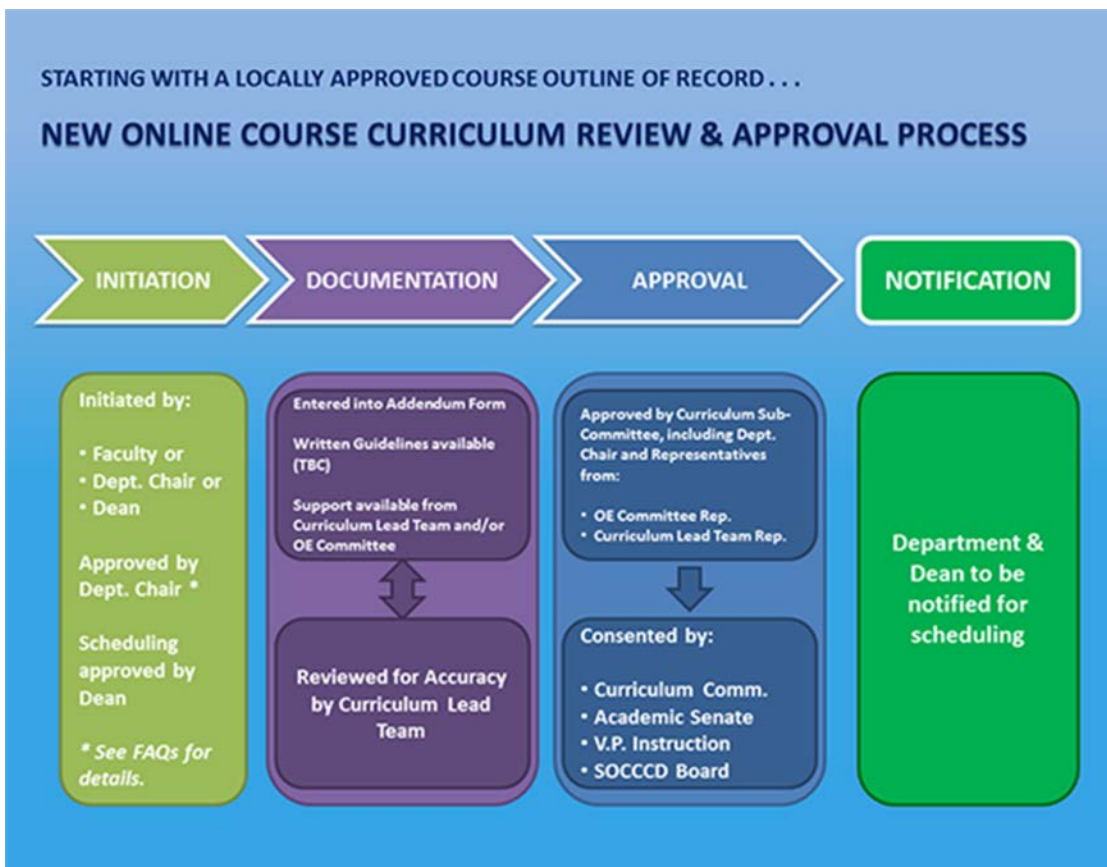 STARTING WITH A LOCALLY APPROVED COURSE OUTLINE OF RECORD . . .
NEW ONLINE COURSE CURRICULUM REVIEW & APPROVAL PROCESS
INITIATION
DOCUMENTATION
APPROVAL
NOTIFICATION
Initiated by:
• Faculty or
• Dept. Chair or
• Dean
Approved by
Dept. Chair *
Scheduling
approved by
Dean
* See FAQs for
details.
Entered into Addendum Form
Written Guidelines available
(TBC)
Support available from
Curriculum Lead Team and/or
OE Committee
Reviewed for Accuracy
by Curriculum Lead
Team
Approved by Curriculum Sub-
Committee, including Dept.
Chair and Representatives
from:
• OE Committee Rep.
• Curriculum Lead Team Rep.
Consented by:
• Curriculum Comm.
• Academic Senate
• V.P. Instruction
• SOCCCD Board
Department &
Dean to be
notified for
scheduling